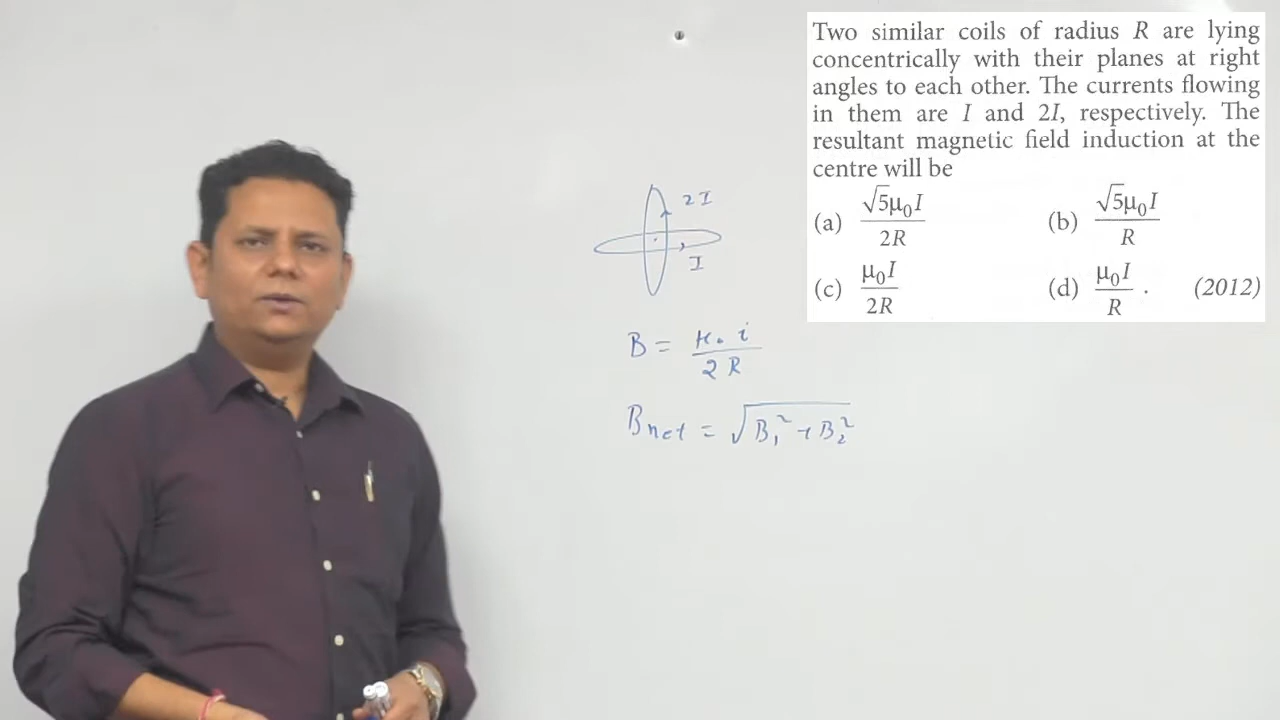 Two similar coils of radius R are lying
concentrically with their planes at right
angles to each other. The currents flowing
in them are I and 2I, respectively. The
resultant magnetic field induction at the
centre will be
(a) √5μ₀I/2R (b) √5μ₀I/R
(c) μ₀I/2R (d) μ₀I/R . (2012)
2I
I
B = μ₀ i / 2R
Bnet = √B₁² + B₂²